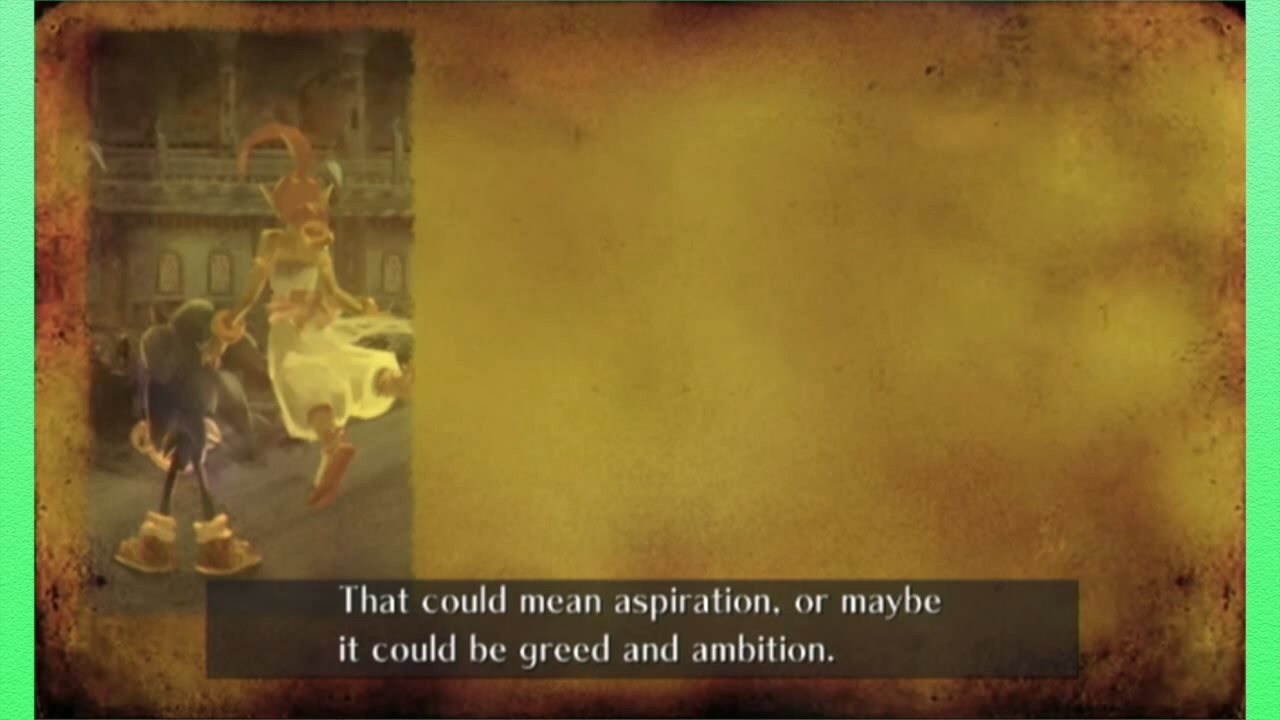 That could mean aspiration, or maybe
it could be greed and ambition.